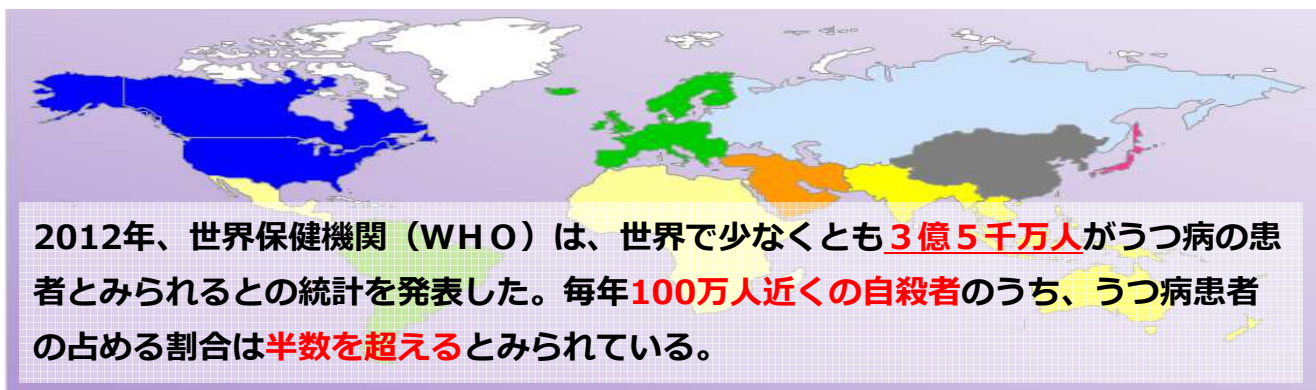 2012年、世界保健機関（WHO）は、世界で少なくとも３億５千万人がうつ病の患
者とみられるとの統計を発表した。毎年100万人近くの自殺者のうち、うつ病患者
の占める割合は半数を超えるとみられている。